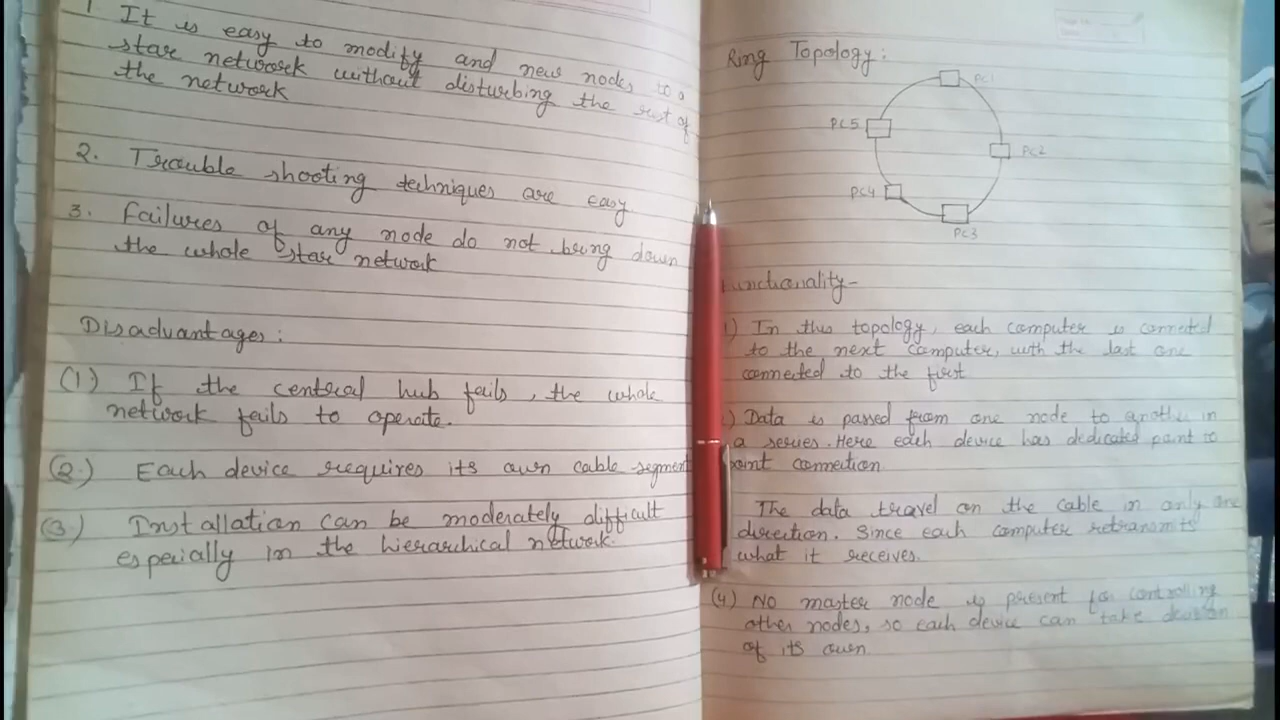 1. It is easy to modify and new nodes to a
star network without disturbing the rest of
the network
2. Trouble shooting techniques are easy
3. Failures of any node do not bring down
the whole star network
Disadvantages:
(1) If the central hub fails, the whole
network fails to operate.
(2.) Each device requires its own cable segment
(3) Installation can be moderately difficult
especially in the hierarchical network.
Ring Topology:
PC1
PC5
PC2
PC4
PC3
Functionality-
1) In this topology, each computer is connected
to the next computer, with the last one
connected to the first
) Data is passed from one node to another in
a series. Here each device has dedicated point to
point connection
The data travel on the cable in only one
direction. Since each computer retransmits
what it receives.
(4) No master node is present for controlling
other nodes, so each device can take decision
of its own